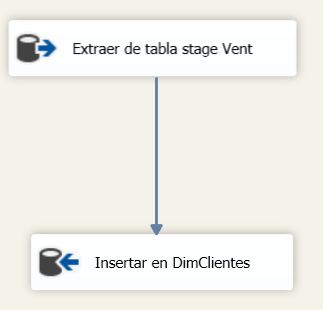 Extraer de tabla stage Vent
Insertar en DimClientes